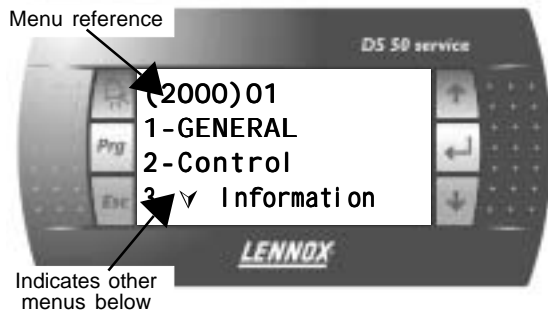 Menu reference
DS 50 service
(2000)01
1-GENERAL
Prg
2-Control
3 Information
Esc
LENNOX
Indicates other
menus below